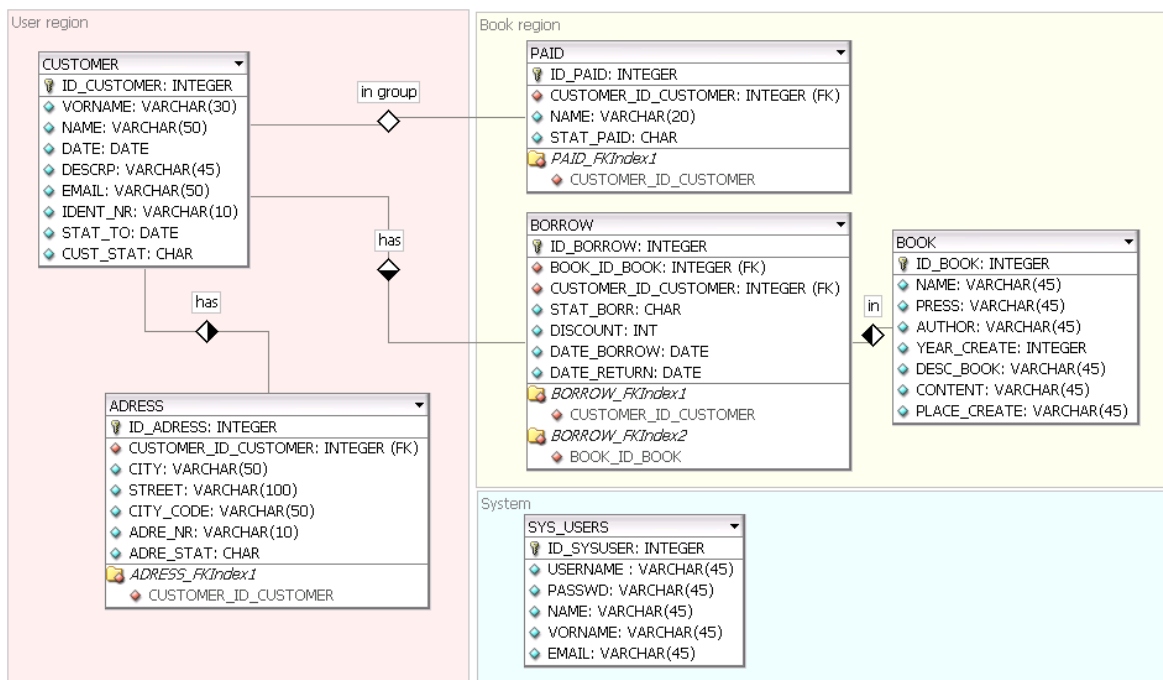 User region
CUSTOMER
ID_CUSTOMER: INTEGER
VORNAME: VARCHAR(30)
NAME: VARCHAR(50)
DATE: DATE
DESCRP: VARCHAR(45)
EMAIL: VARCHAR(50)
IDENT_NR: VARCHAR(10)
STAT_TO: DATE
CUST_STAT: CHAR
in group
has
has
ADRESS
ID_ADRESS: INTEGER
CUSTOMER_ID_CUSTOMER: INTEGER (FK)
CITY: VARCHAR(50)
STREET: VARCHAR(100)
CITY_CODE: VARCHAR(50)
ADRE_NR: VARCHAR(10)
ADRE_STAT: CHAR
ADRESS_FKIndex1
CUSTOMER_ID_CUSTOMER
Book region
PAID
ID_PAID: INTEGER
CUSTOMER_ID_CUSTOMER: INTEGER (FK)
NAME: VARCHAR(20)
STAT_PAID: CHAR
PAID_FKIndex1
CUSTOMER_ID_CUSTOMER
BORROW
ID_BORROW: INTEGER
BOOK_ID_BOOK: INTEGER (FK)
CUSTOMER_ID_CUSTOMER: INTEGER (FK)
STAT_BORR: CHAR
DISCOUNT: INT
DATE_BORROW: DATE
DATE_RETURN: DATE
BORROW_FKIndex1
CUSTOMER_ID_CUSTOMER
BORROW_FKIndex2
BOOK_ID_BOOK
in
BOOK
ID_BOOK: INTEGER
NAME: VARCHAR(45)
PRESS: VARCHAR(45)
AUTHOR: VARCHAR(45)
YEAR_CREATE: INTEGER
DESC_BOOK: VARCHAR(45)
CONTENT: VARCHAR(45)
PLACE_CREATE: VARCHAR(45)
System
SYS_USERS
ID_SYSUSER: INTEGER
USERNAME : VARCHAR(45)
PASSWD: VARCHAR(45)
NAME: VARCHAR(45)
VORNAME: VARCHAR(45)
EMAIL: VARCHAR(45)